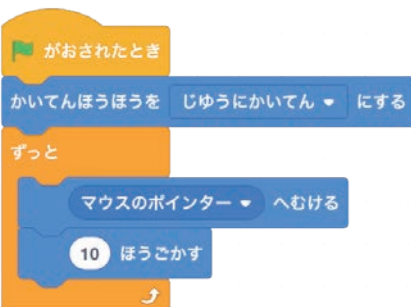 がおされたとき
かいてんほうほうを じゆうにかいてん にする
ずっと
マウスのポインター へむける
10 ほうごかす